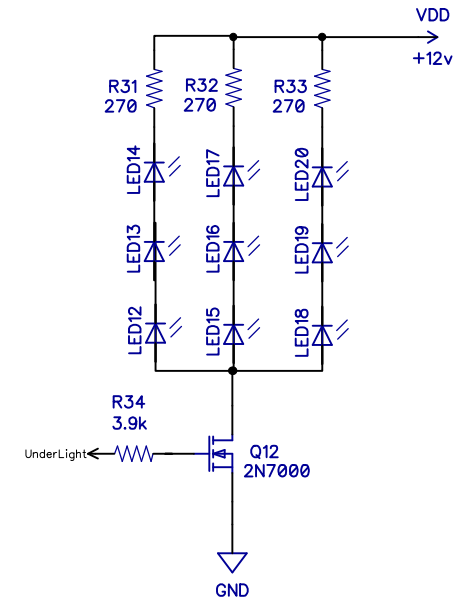 VDD
+12v
R31
270
R32
270
R33
270
LED14
LED17
LED20
LED13
LED16
LED19
LED12
LED15
LED18
R34
3.9k
UnderLight
Q12
2N7000
GND